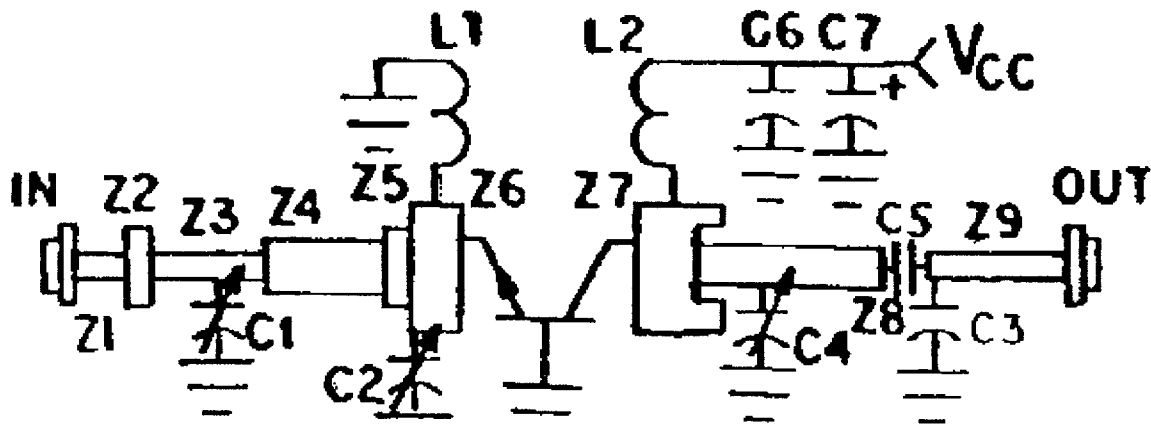 L1 L2 C6 C7 + VCC
IN Z2 Z3 Z4 Z5 Z6 Z7 C5 Z9 OUT
Z1 C1 C2 C4 Z8 C3